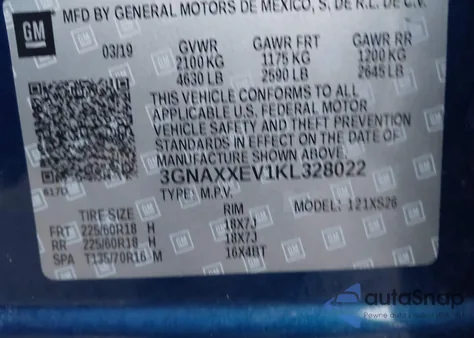 MFD BY GENERAL MOTORS DE MEXICO, S. DE R.L. DE C.V.
GM
03/19 GVWR GAWR FRT GAWR RR
2100 KG 1175 KG 1200 KG
4630 LB 2590 LB 2645 LB
THIS VEHICLE CONFORMS TO ALL
APPLICABLE U.S. FEDERAL MOTOR
VEHICLE SAFETY AND THEFT PREVENTION
STANDARDS IN EFFECT ON THE DATE OF
MANUFACTURE SHOWN ABOVE.
617D 3GNAXXEV1KL328022
TYPE: M.P.V. MODEL: 121XS26
TIRE SIZE RIM
FRT 225/60R18 H 18X7J
RR 225/60R18 H 18X7J
SPA T135/70R16 M 16X4BT
autoSnap